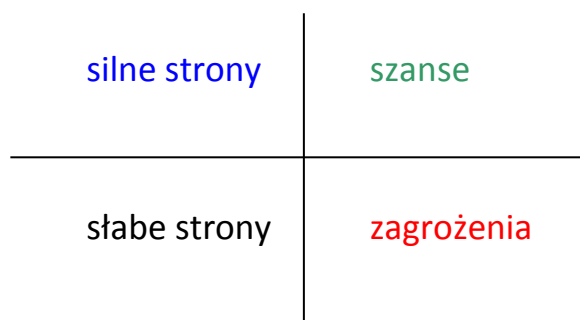 silne strony
szanse
słabe strony
zagrożenia